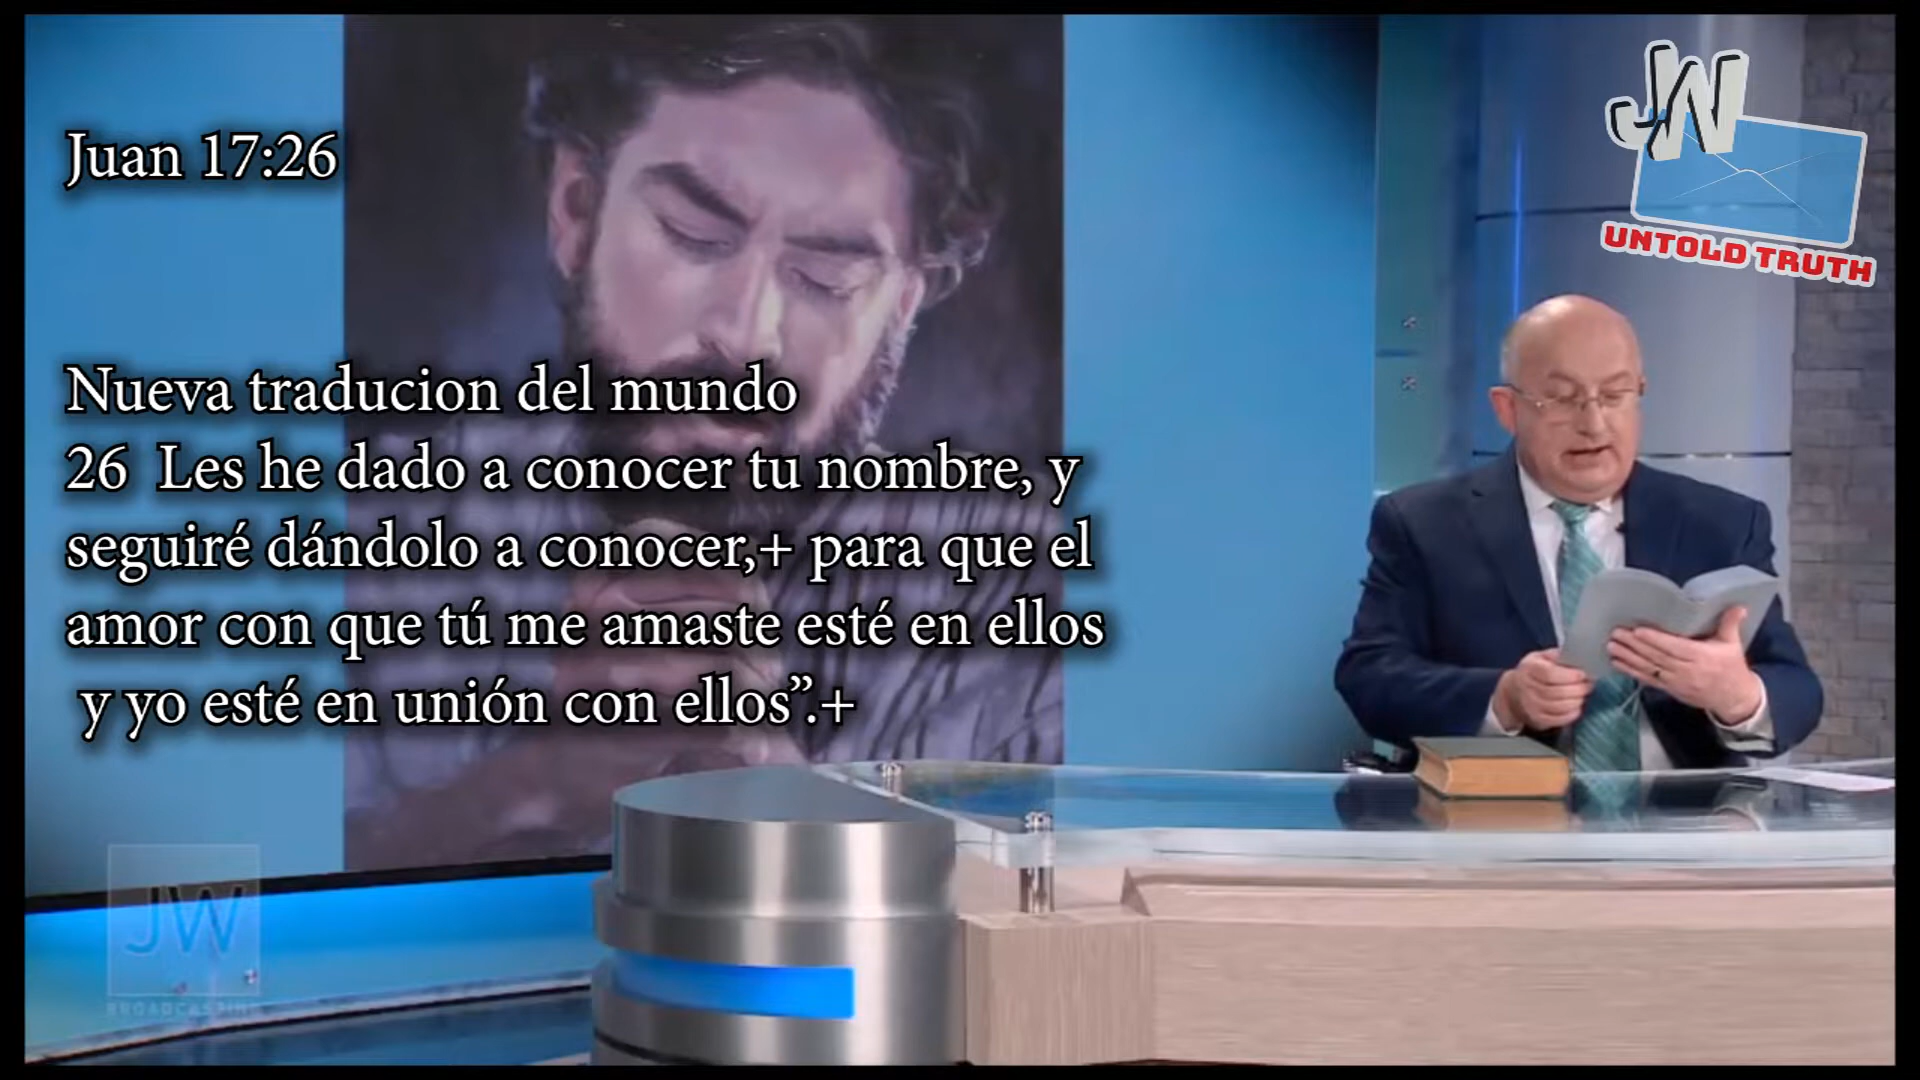 JW
UNTOLD TRUTH
Juan 17:26
Nueva traducion del mundo
26 Les he dado a conocer tu nombre, y
seguiré dándolo a conocer,+ para que el
amor con que tú me amaste esté en ellos
y yo esté en unión con ellos”.+
JW
BROADCASTING